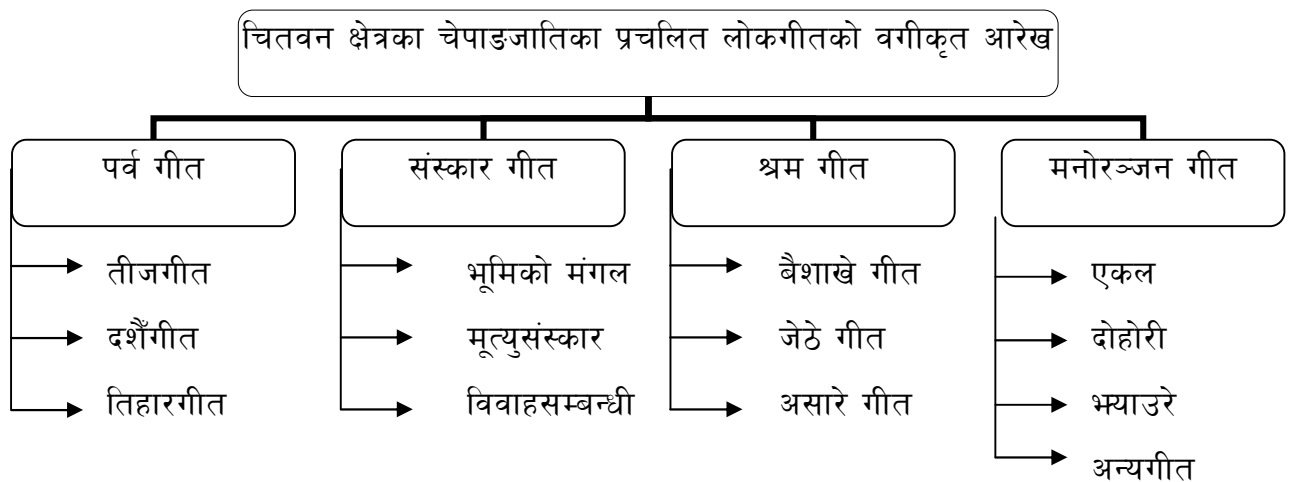 चितवन क्षेत्रका चेपाङजातिका प्रचलित लोकगीतको वगीकृत आरेख
पर्व गीत
तीजगीत
दशैँगीत
तिहारगीत
संस्कार गीत
भूमिको मंगल
मृत्युसंस्कार
विवाहसम्बन्धी
श्रम गीत
बैशाखे गीत
जेठे गीत
असारे गीत
मनोरञ्जन गीत
एकल
दोहोरी
झ्याउरे
अन्यगीत